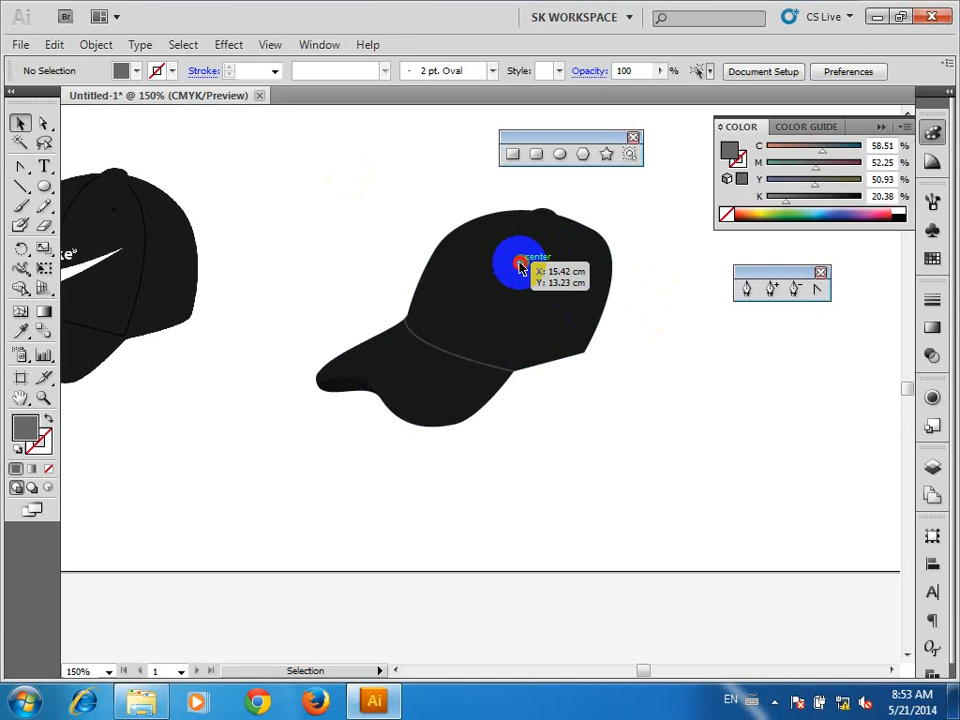 Ai
Br
SK WORKSPACE
CS Live
File Edit Object Type Select Effect View Window Help
No Selection
Stroke:
2 pt. Oval
Style:
Opacity: 100 %
Document Setup
Preferences
Untitled-1* @ 150% (CMYK/Preview)
COLOR
COLOR GUIDE
C 58.51 %
M 52.25 %
Y 50.93 %
K 20.38 %
center
X: 15.42 cm
Y: 13.23 cm
150%
1
Selection
Ai
EN
8:53 AM
5/21/2014